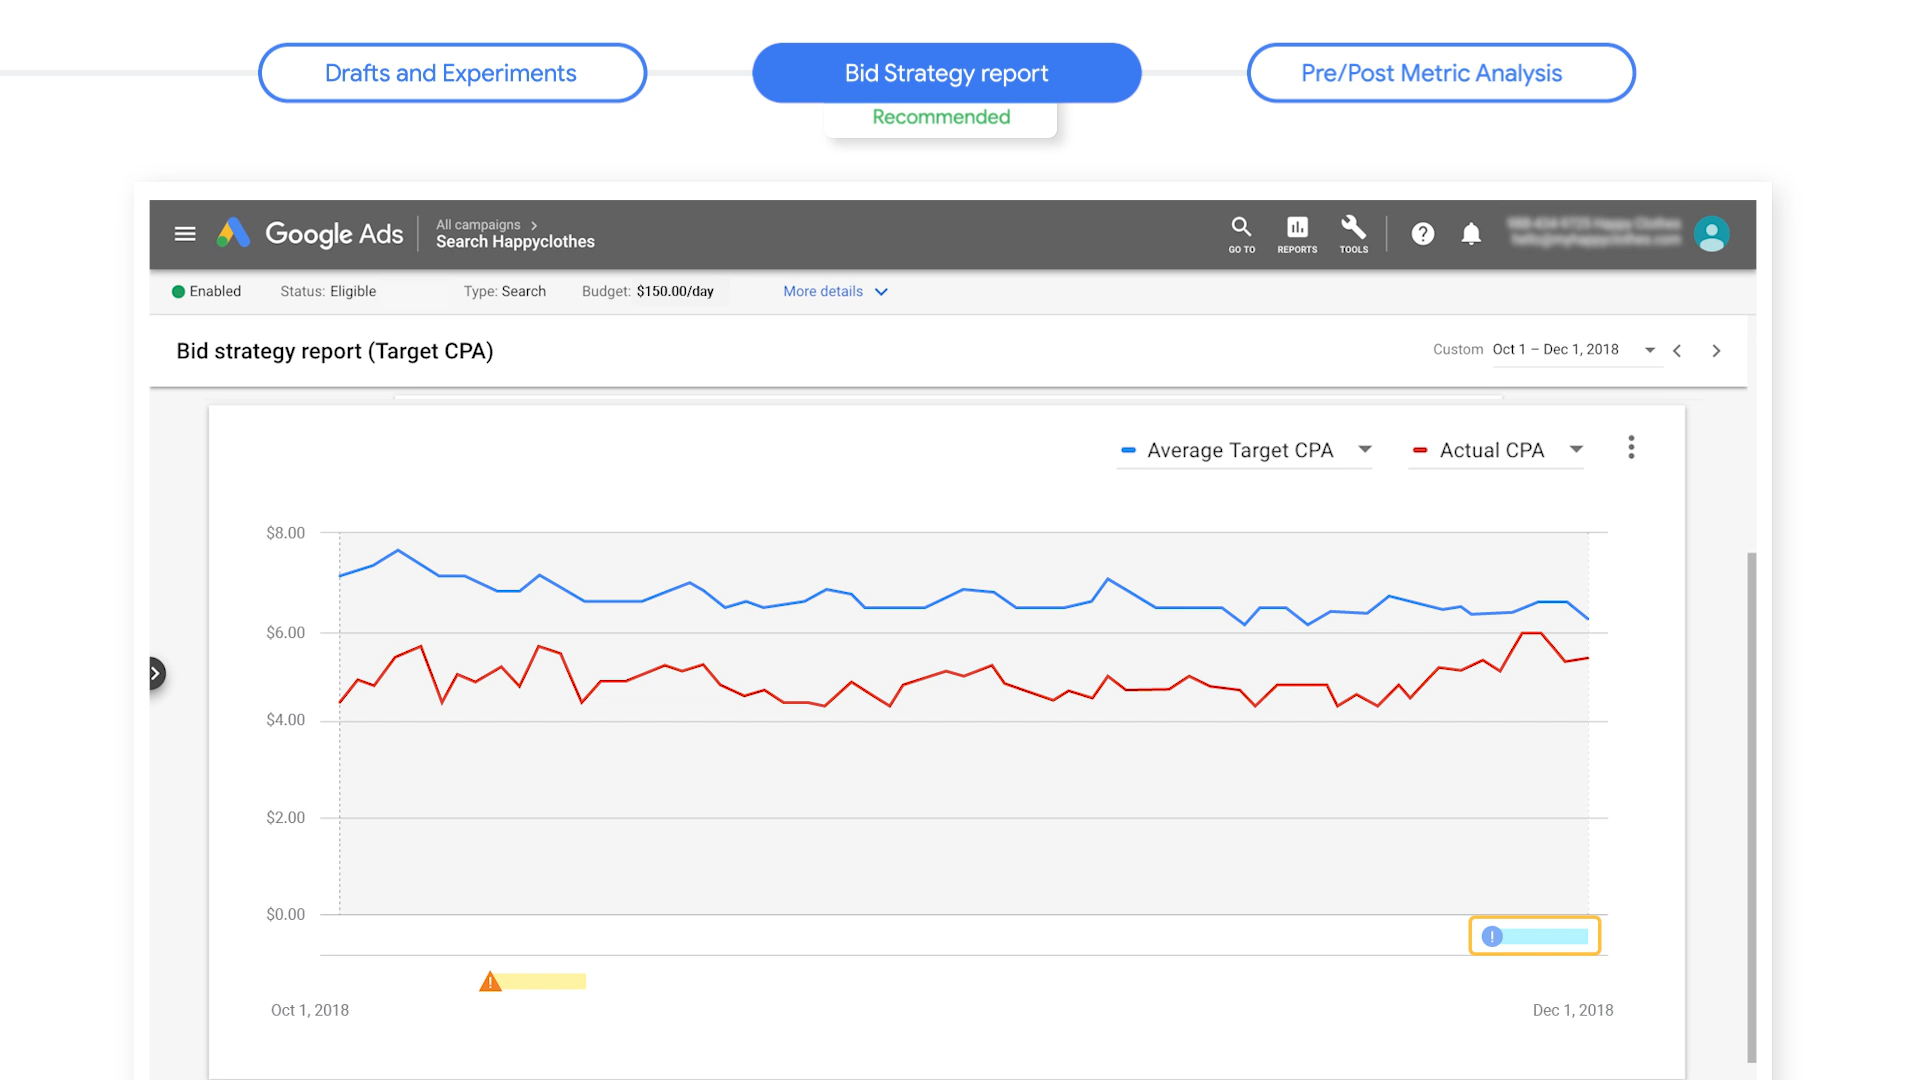 Drafts and Experiments
Bid Strategy report
Pre/Post Metric Analysis
Recommended
Google Ads
All campaigns
Search Happyclothes
GO TO
REPORTS
TOOLS
Enabled
Status: Eligible
Type: Search
Budget: $150.00/day
More details
Bid strategy report (Target CPA)
Custom Oct 1 – Dec 1, 2018
Average Target CPA
Actual CPA
$8.00
$6.00
$4.00
$2.00
$0.00
Oct 1, 2018
Dec 1, 2018